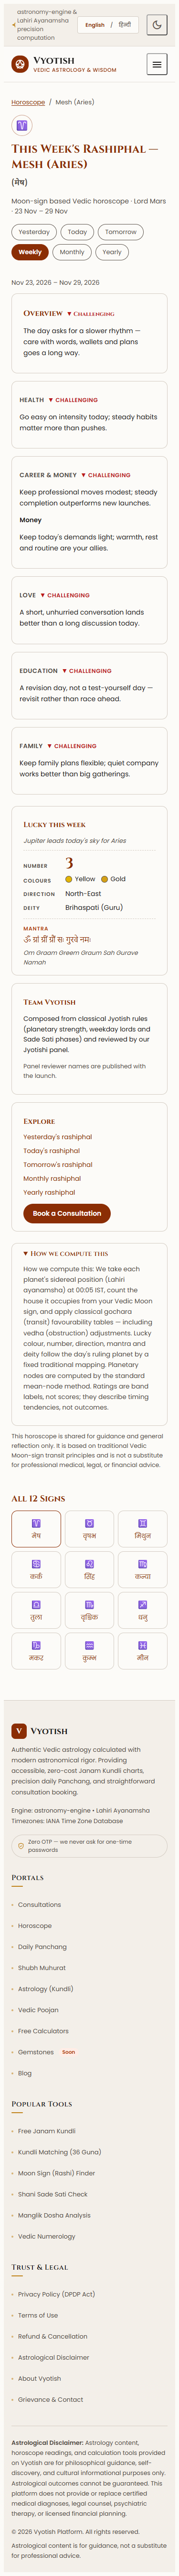 astronomy-engine &
Lahiri Ayanamsha
precision
computation
English / हिन्दी
VYOTISH
VEDIC ASTROLOGY & WISDOM
Horoscope / Mesh (Aries)
THIS WEEK'S RASHIPHAL —
MESH (ARIES)
(मेष)
Moon-sign based Vedic horoscope · Lord Mars
· 23 Nov – 29 Nov
Yesterday Today Tomorrow
Weekly Monthly Yearly
Nov 23, 2026 – Nov 29, 2026
OVERVIEW ▼ CHALLENGING
The day asks for a slower rhythm —
care with words, wallets and plans
goes a long way.
HEALTH ▼ CHALLENGING
Go easy on intensity today; steady habits
matter more than pushes.
CAREER & MONEY ▼ CHALLENGING
Keep professional moves modest; steady
completion outperforms new launches.
Money
Keep today's demands light; warmth, rest
and routine are your allies.
LOVE ▼ CHALLENGING
A short, unhurried conversation lands
better than a long discussion today.
EDUCATION ▼ CHALLENGING
A revision day, not a test-yourself day —
revisit rather than race ahead.
FAMILY ▼ CHALLENGING
Keep family plans flexible; quiet company
works better than big gatherings.
LUCKY THIS WEEK
Jupiter leads today's sky for Aries
NUMBER 3
COLOURS Yellow Gold
DIRECTION North-East
DEITY Brihaspati (Guru)
MANTRA
ॐ ग्रां ग्रीं ग्रौं सः गुरवे नमः
Om Graam Greem Graum Sah Gurave
Namah
TEAM VYOTISH
Composed from classical Jyotish rules
(planetary strength, weekday lords and
Sade Sati phases) and reviewed by our
Jyotishi panel.
Panel reviewer names are published with
the launch.
EXPLORE
Yesterday's rashiphal
Today's rashiphal
Tomorrow's rashiphal
Monthly rashiphal
Yearly rashiphal
Book a Consultation
▼ HOW WE COMPUTE THIS
How we compute this: We take each
planet's sidereal position (Lahiri
ayanamsha) at 00:05 IST, count the
house it occupies from your Vedic Moon
sign, and apply classical gochara
(transit) favourability tables — including
vedha (obstruction) adjustments. Lucky
colour, number, direction, mantra and
deity follow the day's ruling planet by a
fixed traditional mapping. Planetary
nodes are computed by the standard
mean-node method. Ratings are band
labels, not scores; they describe timing
tendencies, not outcomes.
This horoscope is shared for guidance and general
reflection only. It is based on traditional Vedic
Moon-sign transit principles and is not a substitute
for professional medical, legal, or financial advice.
ALL 12 SIGNS
♈ ♉ ♊
मेष वृषभ मिथुन
♋ ♌ ♍
कर्क सिंह कन्या
♎ ♏ ♐
तुला वृश्चिक धनु
♑ ♒ ♓
मकर कुम्भ मीन
V VYOTISH
Authentic Vedic astrology calculated with
modern astronomical rigor. Providing
accessible, zero-cost Janam Kundli charts,
precision daily Panchang, and straightforward
consultation booking.
Engine: astronomy-engine • Lahiri Ayanamsha
Timezones: IANA Time Zone Database
Zero OTP — we never ask for one-time
passwords
PORTALS
Consultations
Horoscope
Daily Panchang
Shubh Muhurat
Astrology (Kundli)
Vedic Poojan
Free Calculators
Gemstones Soon
Blog
POPULAR TOOLS
Free Janam Kundli
Kundli Matching (36 Guna)
Moon Sign (Rashi) Finder
Shani Sade Sati Check
Manglik Dosha Analysis
Vedic Numerology
TRUST & LEGAL
Privacy Policy (DPDP Act)
Terms of Use
Refund & Cancellation
Astrological Disclaimer
About Vyotish
Grievance & Contact
Astrological Disclaimer: Astrology content,
horoscope readings, and calculation tools provided
on Vyotish are for philosophical guidance, self-
discovery, and cultural informational purposes only.
Astrological outcomes cannot be guaranteed. This
platform does not provide or replace certified
medical diagnoses, legal counsel, psychiatric
therapy, or licensed financial planning.
© 2026 Vyotish Platform. All rights reserved.
Astrological content is for guidance, not a substitute
for professional advice.